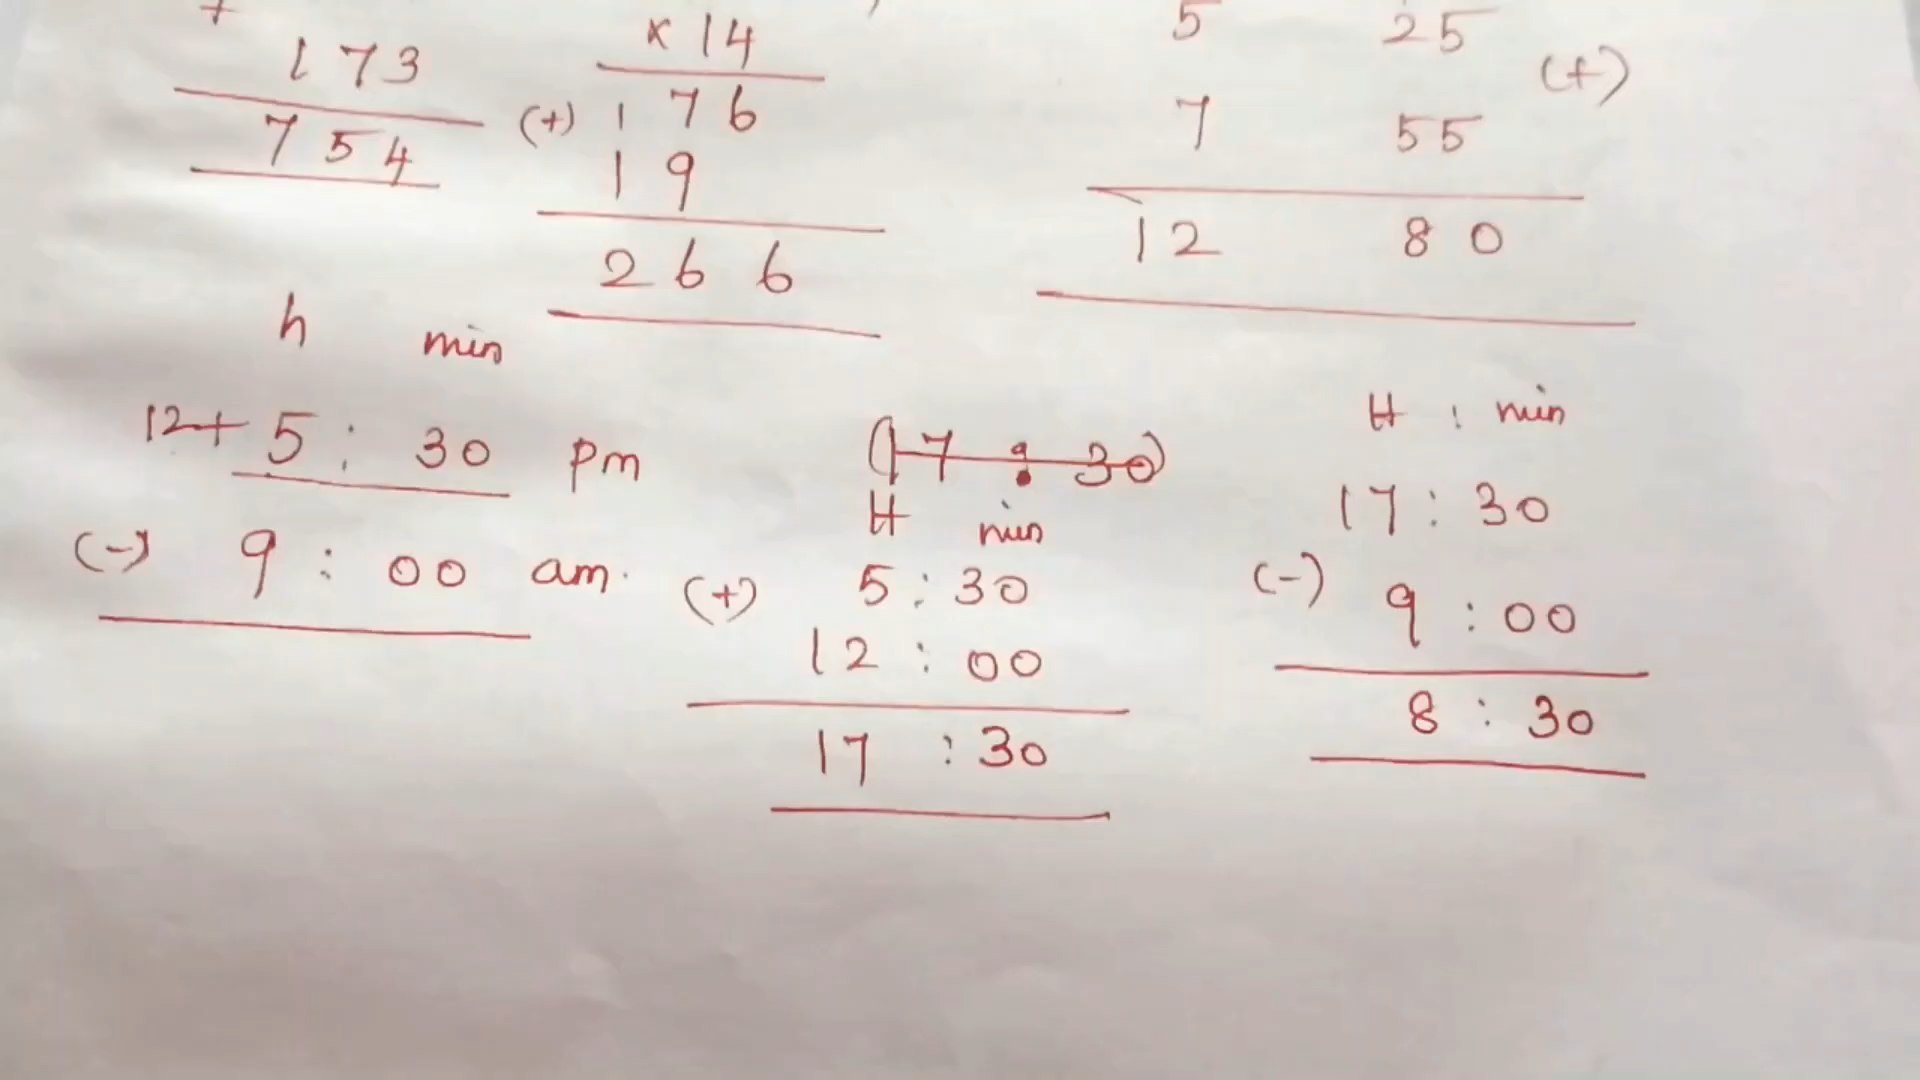 +
173
754
× 14
(+) 176
19
266
5 25
(+)
7 55
12 80
h min
12+ 5 : 30 pm
(-) 9 : 00 am.
(17 : 30)
H min
(+) 5 : 30
12 : 00
17 : 30
H : min
17 : 30
(-) 9 : 00
8 : 30